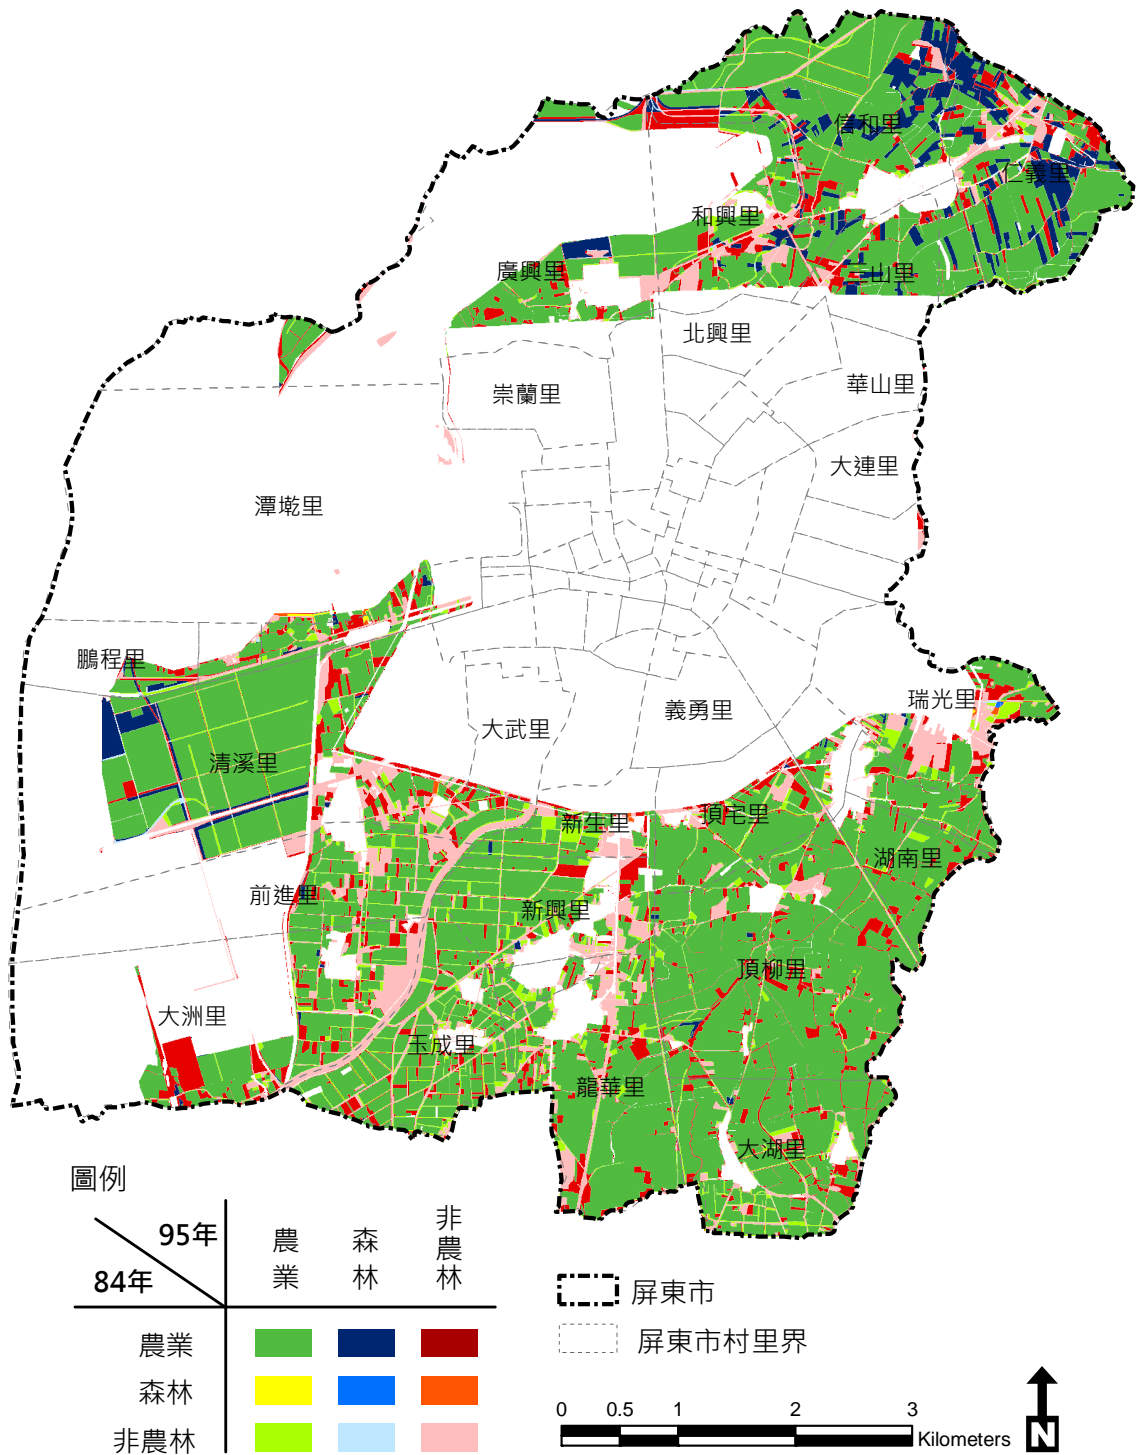 信和里
仁義里
和興里
廣興里
三山里
北興里
華山里
崇蘭里
大連里
潭墘里
鵬程里
瑞光里
大武里
義勇里
清溪里
新生里
頂宅里
湖南里
前進里
新興里
頂柳里
大洲里
玉成里
龍華里
大湖里
圖例
95年
84年
農業
森林
非農林
農業
森林
非農林
屏東市
屏東市村里界
0 0.5 1 2 3
Kilometers
N